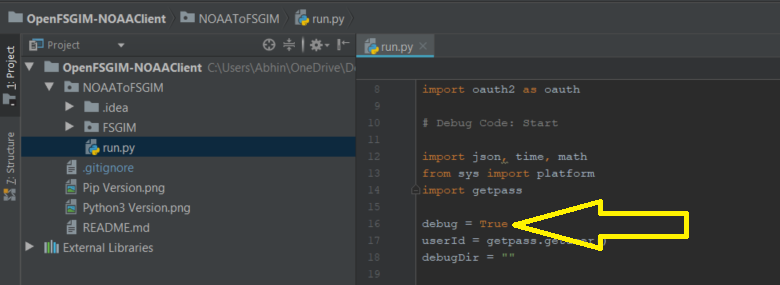 OpenFSGIM-NOAAClient NOAAToFSGIM run.py
1: Project
7: Structure
Project
OpenFSGIM-NOAAClient C:\Users\Abhin\OneDrive\D
NOAAToFSGIM
.idea
FSGIM
run.py
.gitignore
Pip Version.png
Python3 Version.png
README.md
External Libraries
run.py
8 import oauth2 as oauth
9
10 # Debug Code: Start
11
12 import json, time, math
13 from sys import platform
14 import getpass
15
16 debug = True
17 userId =
18 debugDir = ""
19